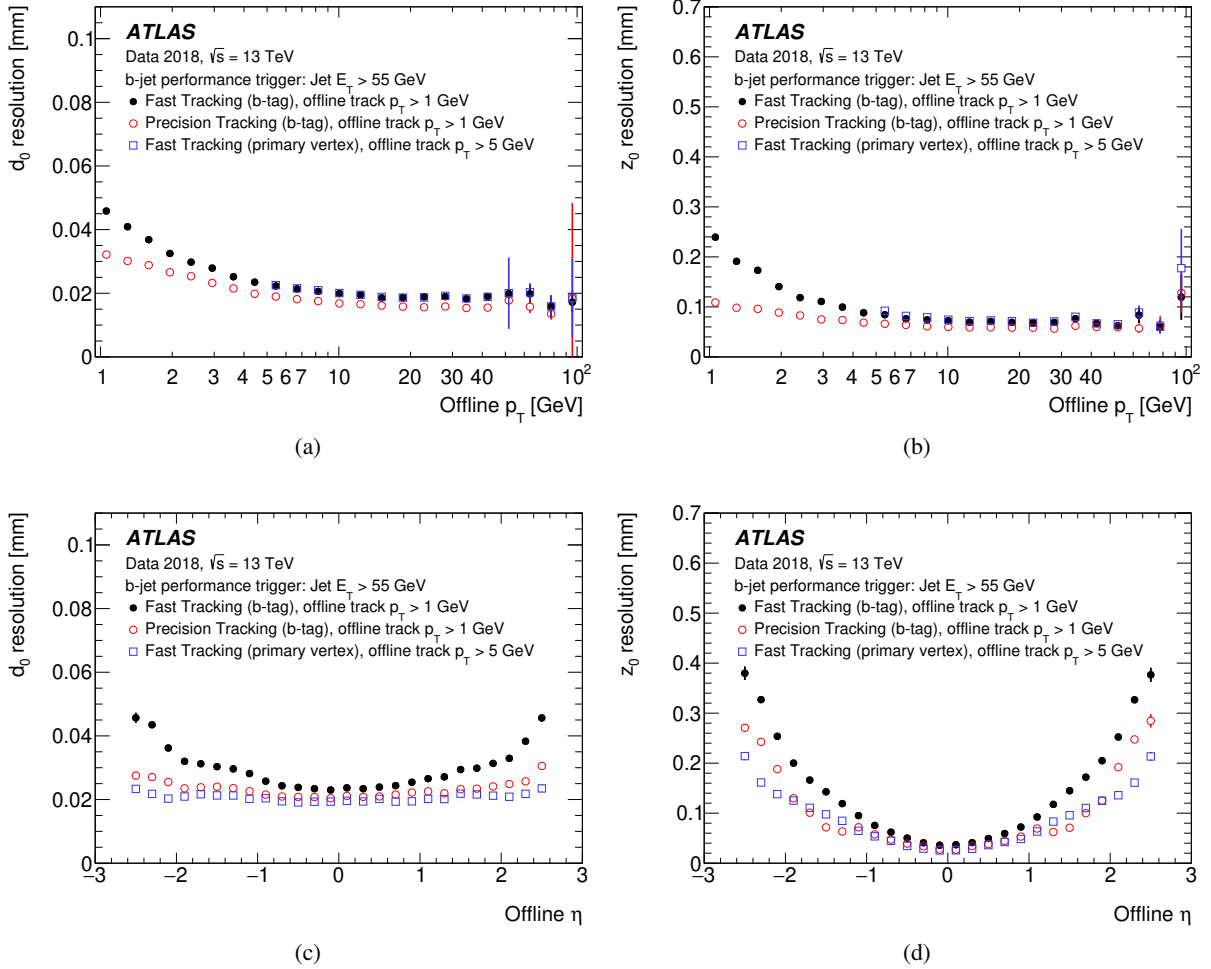 d₀ resolution [mm]
0.1
0.08
0.06
0.04
0.02
0
ATLAS
Data 2018, √s = 13 TeV
b-jet performance trigger: Jet E_T > 55 GeV
Fast Tracking (b-tag), offline track p_T > 1 GeV
Precision Tracking (b-tag), offline track p_T > 1 GeV
Fast Tracking (primary vertex), offline track p_T > 5 GeV
1 2 3 4 5 6 7 10 20 30 40 10²
Offline p_T [GeV]
(a)
z₀ resolution [mm]
0.7
0.6
0.5
0.4
0.3
0.2
0.1
0
ATLAS
Data 2018, √s = 13 TeV
b-jet performance trigger: Jet E_T > 55 GeV
Fast Tracking (b-tag), offline track p_T > 1 GeV
Precision Tracking (b-tag), offline track p_T > 1 GeV
Fast Tracking (primary vertex), offline track p_T > 5 GeV
1 2 3 4 5 6 7 10 20 30 40 10²
Offline p_T [GeV]
(b)
d₀ resolution [mm]
0.1
0.08
0.06
0.04
0.02
0
ATLAS
Data 2018, √s = 13 TeV
b-jet performance trigger: Jet E_T > 55 GeV
Fast Tracking (b-tag), offline track p_T > 1 GeV
Precision Tracking (b-tag), offline track p_T > 1 GeV
Fast Tracking (primary vertex), offline track p_T > 5 GeV
−3 −2 −1 0 1 2 3
Offline η
(c)
z₀ resolution [mm]
0.7
0.6
0.5
0.4
0.3
0.2
0.1
0
ATLAS
Data 2018, √s = 13 TeV
b-jet performance trigger: Jet E_T > 55 GeV
Fast Tracking (b-tag), offline track p_T > 1 GeV
Precision Tracking (b-tag), offline track p_T > 1 GeV
Fast Tracking (primary vertex), offline track p_T > 5 GeV
−3 −2 −1 0 1 2 3
Offline η
(d)